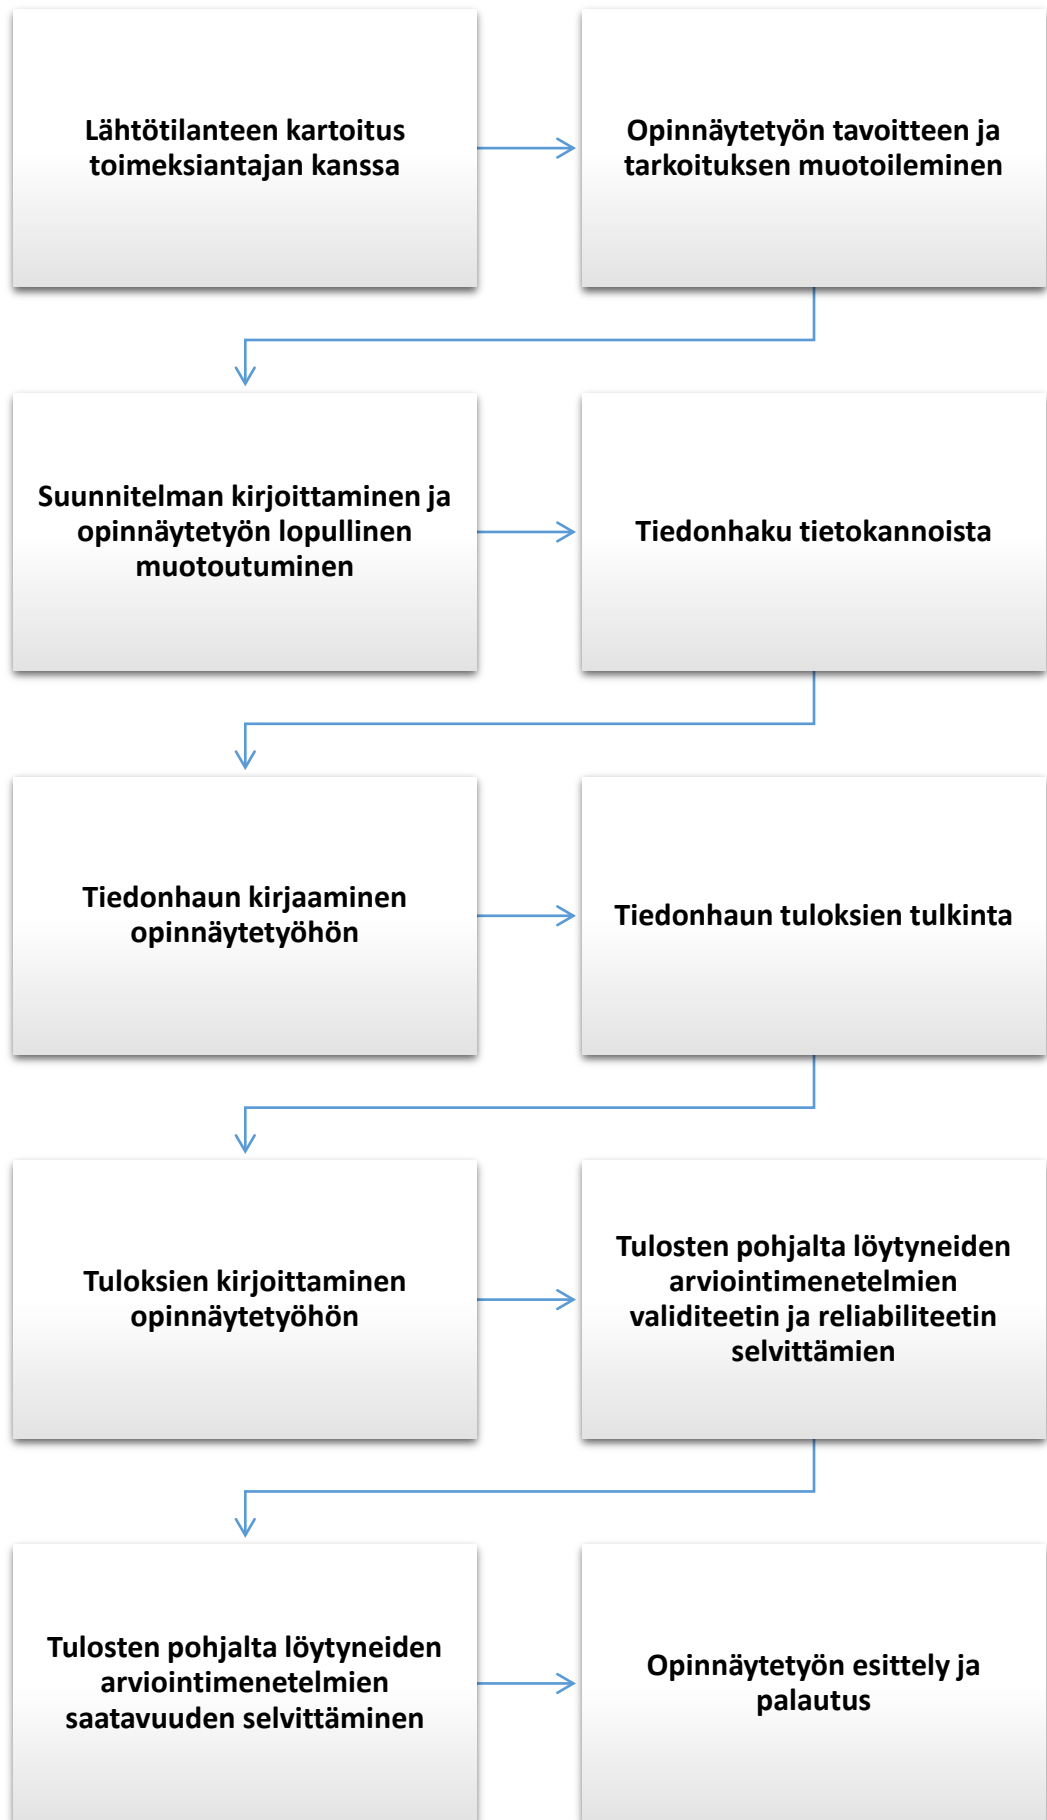 Lähtötilanteen kartoitus
toimeksiantajan kanssa
Opinnäytetyön tavoitteen ja
tarkoituksen muotoileminen
Suunnitelman kirjoittaminen ja
opinnäytetyön lopullinen
muotoutuminen
Tiedonhaku tietokannoista
Tiedonhaun kirjaaminen
opinnäytetyöhön
Tiedonhaun tuloksien tulkinta
Tuloksien kirjoittaminen
opinnäytetyöhön
Tulosten pohjalta löytyneiden
arviointimenetelmien
validiteetin ja reliabiliteetin
selvittämien
Tulosten pohjalta löytyneiden
arviointimenetelmien
saatavuuden selvittäminen
Opinnäytetyön esittely ja
palautus